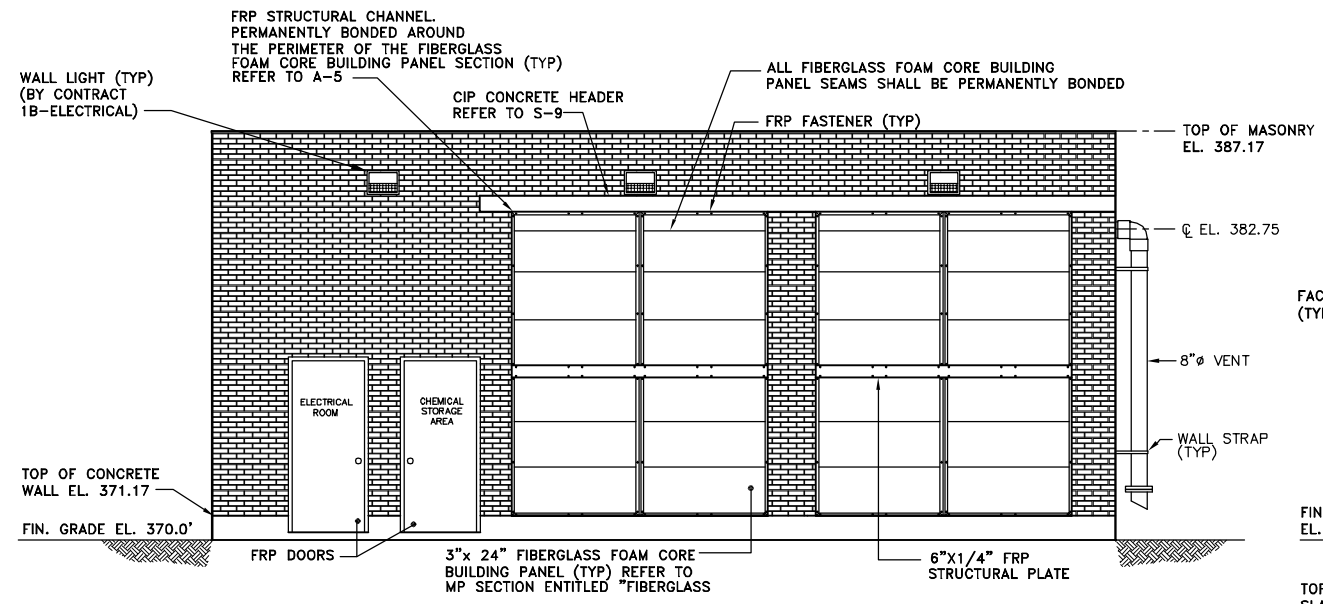 FRP STRUCTURAL CHANNEL.
PERMANENTLY BONDED AROUND
THE PERIMETER OF THE FIBERGLASS
FOAM CORE BUILDING PANEL SECTION (TYP)
REFER TO A-5
WALL LIGHT (TYP)
(BY CONTRACT
1B-ELECTRICAL)
CIP CONCRETE HEADER
REFER TO S-9
ALL FIBERGLASS FOAM CORE BUILDING
PANEL SEAMS SHALL BE PERMANENTLY BONDED
FRP FASTENER (TYP)
TOP OF MASONRY
EL. 387.17
℄ EL. 382.75
FAC
(TY
8"ø VENT
ELECTRICAL
ROOM
CHEMICAL
STORAGE
AREA
WALL STRAP
(TYP)
TOP OF CONCRETE
WALL EL. 371.17
FIN. GRADE EL. 370.0'
FIN
EL.
FRP DOORS
3"x 24" FIBERGLASS FOAM CORE
BUILDING PANEL (TYP) REFER TO
MP SECTION ENTITLED "FIBERGLASS
6"X1/4" FRP
STRUCTURAL PLATE